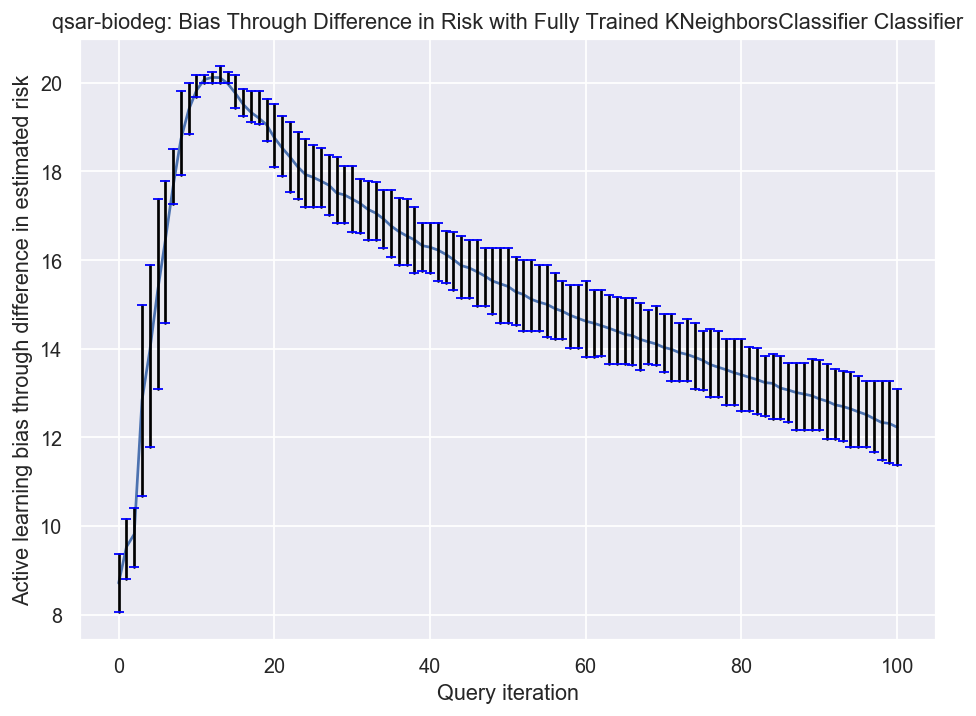 qsar-biodeg: Bias Through Difference in Risk with Fully Trained KNeighborsClassifier Classifier
Active learning bias through difference in estimated risk
20
18
16
14
12
10
8
0 20 40 60 80 100
Query iteration